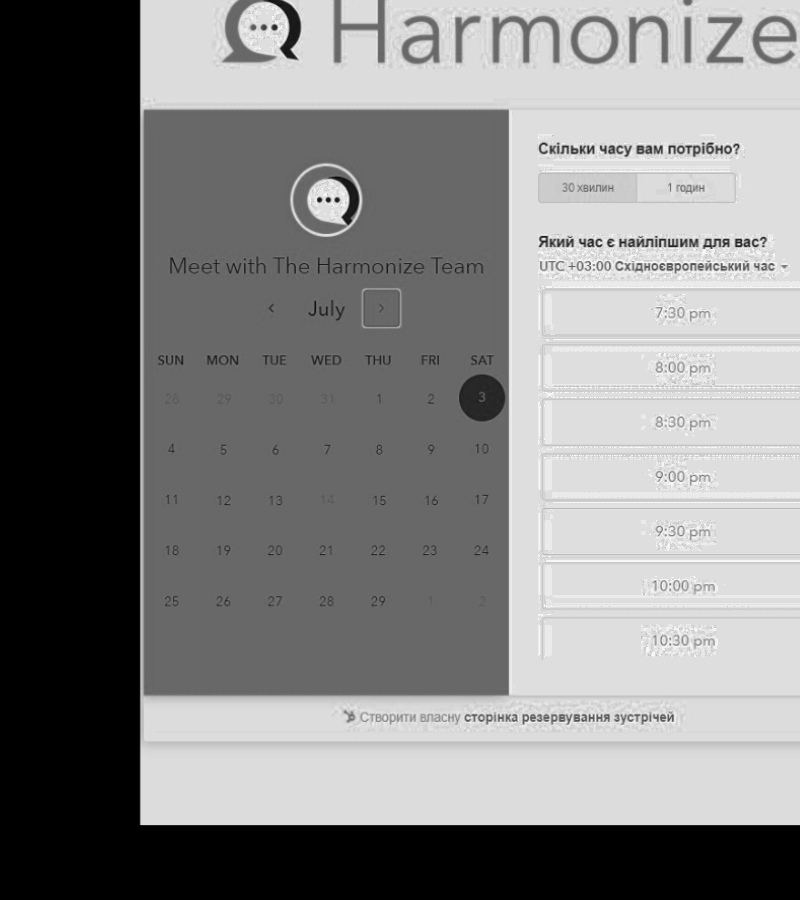 Harmonize
Meet with The Harmonize Team
July
SUN MON TUE WED THU FRI SAT
28 29 30 31 1 2 3
4 5 6 7 8 9 10
11 12 13 14 15 16 17
18 19 20 21 22 23 24
25 26 27 28 29 1 2
Скільки часу вам потрібно?
30 хвилин 1 годин
Який час є найліпшим для вас?
UTC +03:00 Східноєвропейський час
7:30 pm
8:00 pm
8:30 pm
9:00 pm
9:30 pm
10:00 pm
10:30 pm
Створити власну сторінка резервування зустрічей